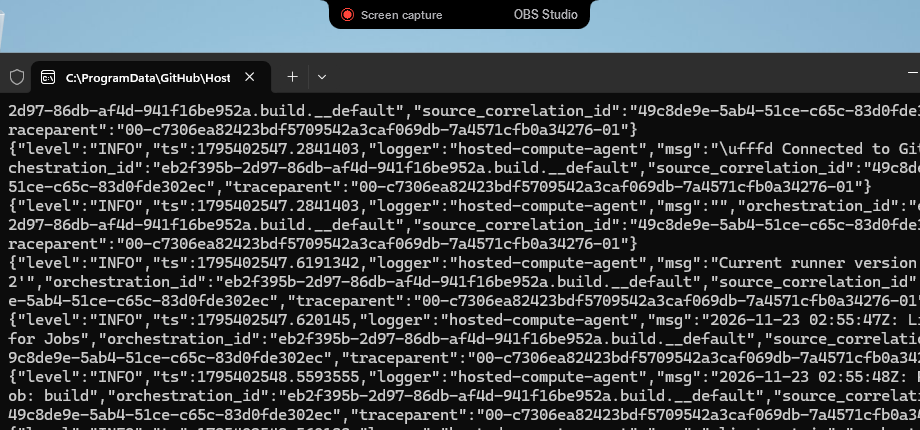 Screen capture OBS Studio
C:\ProgramData\GitHub\Host
2d97-86db-af4d-941f16be952a.build.__default","source_correlation_id":"49c8de9e-5ab4-51ce-c65c-83d0fde
raceparent":"00-c7306ea82423bdf5709542a3caf069db-7a4571cfb0a34276-01"}
{"level":"INFO","ts":1795402547.2841403,"logger":"hosted-compute-agent","msg":"\ufffd Connected to Git
chestration_id":"eb2f395b-2d97-86db-af4d-941f16be952a.build.__default","source_correlation_id":"49c8d
51ce-c65c-83d0fde302ec","traceparent":"00-c7306ea82423bdf5709542a3caf069db-7a4571cfb0a34276-01"}
{"level":"INFO","ts":1795402547.2841403,"logger":"hosted-compute-agent","msg":"","orchestration_id":"e
2d97-86db-af4d-941f16be952a.build.__default","source_correlation_id":"49c8de9e-5ab4-51ce-c65c-83d0fde
raceparent":"00-c7306ea82423bdf5709542a3caf069db-7a4571cfb0a34276-01"}
{"level":"INFO","ts":1795402547.6191342,"logger":"hosted-compute-agent","msg":"Current runner version
2'","orchestration_id":"eb2f395b-2d97-86db-af4d-941f16be952a.build.__default","source_correlation_id"
e-5ab4-51ce-c65c-83d0fde302ec","traceparent":"00-c7306ea82423bdf5709542a3caf069db-7a4571cfb0a34276-01
{"level":"INFO","ts":1795402547.620145,"logger":"hosted-compute-agent","msg":"2026-11-23 02:55:47Z: Li
for Jobs","orchestration_id":"eb2f395b-2d97-86db-af4d-941f16be952a.build.__default","source_correlatio
9c8de9e-5ab4-51ce-c65c-83d0fde302ec","traceparent":"00-c7306ea82423bdf5709542a3caf069db-7a4571cfb0a342
{"level":"INFO","ts":1795402548.5593555,"logger":"hosted-compute-agent","msg":"2026-11-23 02:55:48Z:
ob: build","orchestration_id":"eb2f395b-2d97-86db-af4d-941f16be952a.build.__default","source_correlati
49c8de9e-5ab4-51ce-c65c-83d0fde302ec","traceparent":"00-c7306ea82423bdf5709542a3caf069db-7a4571cfb0a34